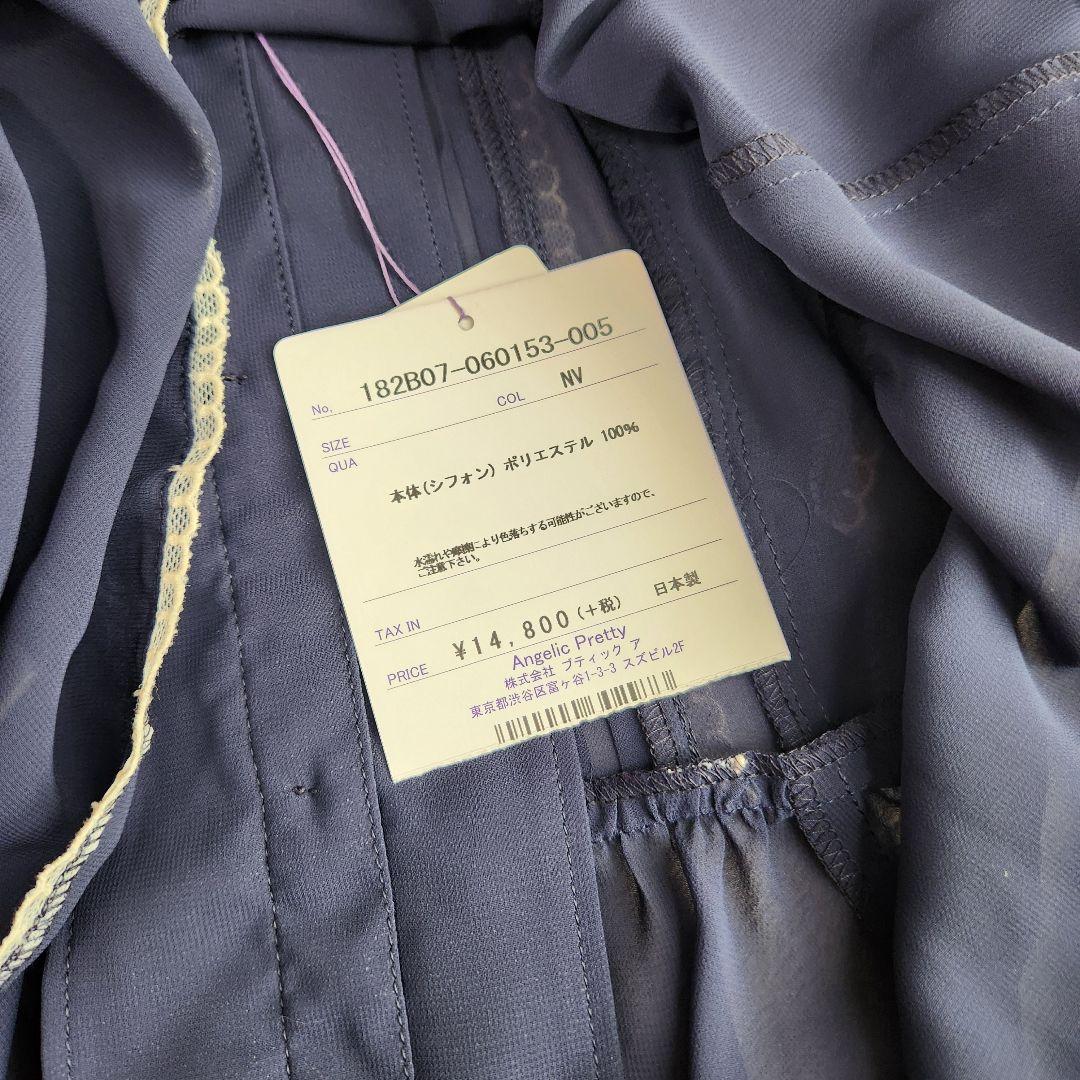 No. 182B07-060153-005
COL NV
SIZE
QUA
本体(シフォン) ポリエステル 100%
水濡れや摩擦により色落ちする可能性がございますので、
ご注意下さい。
TAX IN
PRICE ¥14,800(+税) 日本製
Angelic Pretty
株式会社 ブティック ア
東京都渋谷区富ヶ谷1-3-3 スズビル2F